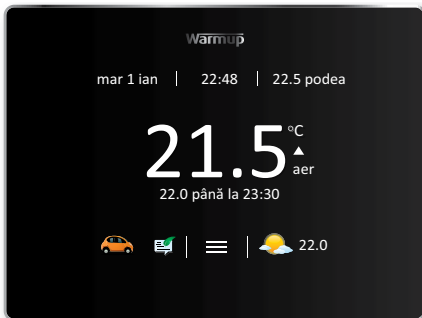 Warmup
mar 1 ian | 22:48 | 22.5 podea
21.5 °C
aer
22.0 până la 23:30
22.0